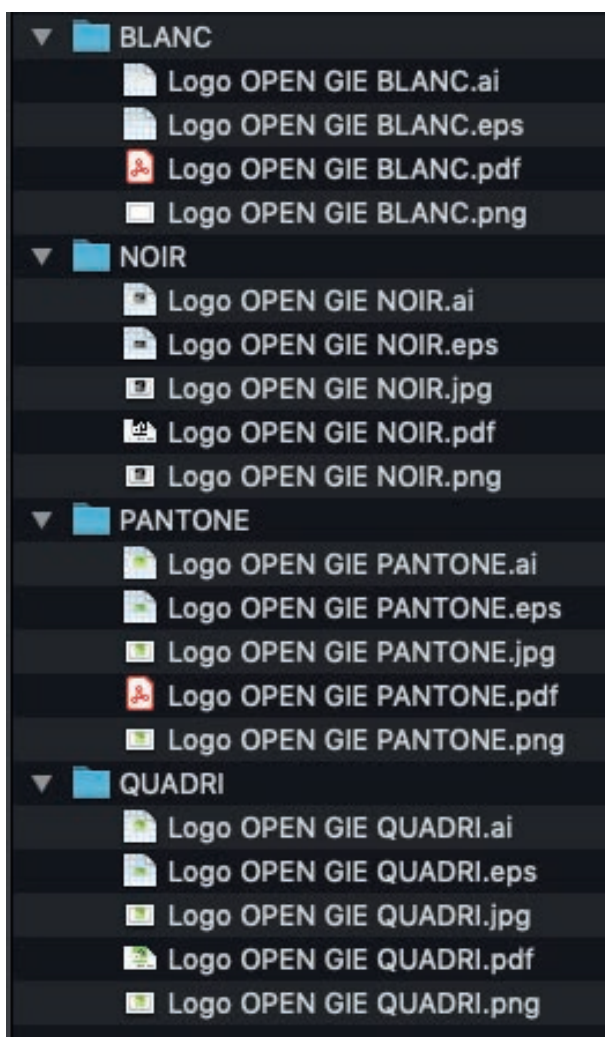 BLANC
Logo OPEN GIE BLANC.ai
Logo OPEN GIE BLANC.eps
Logo OPEN GIE BLANC.pdf
Logo OPEN GIE BLANC.png
NOIR
Logo OPEN GIE NOIR.ai
Logo OPEN GIE NOIR.eps
Logo OPEN GIE NOIR.jpg
Logo OPEN GIE NOIR.pdf
Logo OPEN GIE NOIR.png
PANTONE
Logo OPEN GIE PANTONE.ai
Logo OPEN GIE PANTONE.eps
Logo OPEN GIE PANTONE.jpg
Logo OPEN GIE PANTONE.pdf
Logo OPEN GIE PANTONE.png
QUADRI
Logo OPEN GIE QUADRI.ai
Logo OPEN GIE QUADRI.eps
Logo OPEN GIE QUADRI.jpg
Logo OPEN GIE QUADRI.pdf
Logo OPEN GIE QUADRI.png